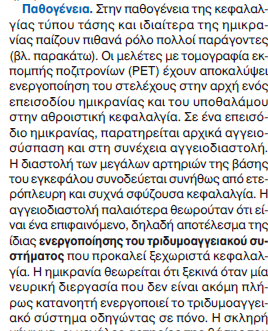 Παθογένεια. Στην παθογένεια της κεφαλαλ-
γίας τύπου τάσης και ιδιαίτερα της ημικρα-
νίας παίζουν πιθανά ρόλο πολλοί παράγοντες
(βλ. παρακάτω). Οι μελέτες με τομογραφία εκ-
πομπής ποζιτρονίων (PET) έχουν αποκαλύψει
ενεργοποίηση του στελέχους στην αρχή ενός
επεισοδίου ημικρανίας και του υποθαλάμου
στην αθροιστική κεφαλαλγία. Σε ένα επεισό-
διο ημικρανίας, παρατηρείται αρχικά αγγειο-
σύσπαση και στη συνέχεια αγγειοδιαστολή.
Η διαστολή των μεγάλων αρτηριών της βάσης
του εγκεφάλου συνοδεύεται συνήθως από ετε-
ρόπλευρη και συχνά σφύζουσα κεφαλαλγία. Η
αγγειοδιαστολή παλαιότερα θεωρούταν ότι εί-
ναι ένα επιφαινόμενο, δηλαδή αποτέλεσμα της
ίδιας ενεργοποίησης του τριδυμοαγγειακού συ-
στήματος που προκαλεί ξεχωριστά κεφαλαλ-
γία. Η ημικρανία θεωρείται ότι ξεκινά όταν μία
νευρική διεργασία που δεν είναι ακόμη πλή-
ρως κατανοητή ενεργοποιεί το τριδυμοαγγει-
ακό σύστημα οδηγώντας σε πόνο. Η σκληρή